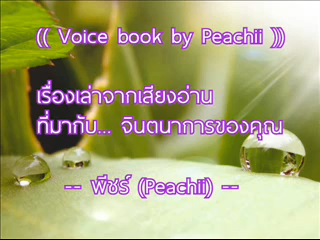 (( Voice book by Peachii ))
เรื่องเล่าจากเสียงอ่าน
ที่มากับ... จินตนาการของคุณ
-- พีชร์ (Peachii) --